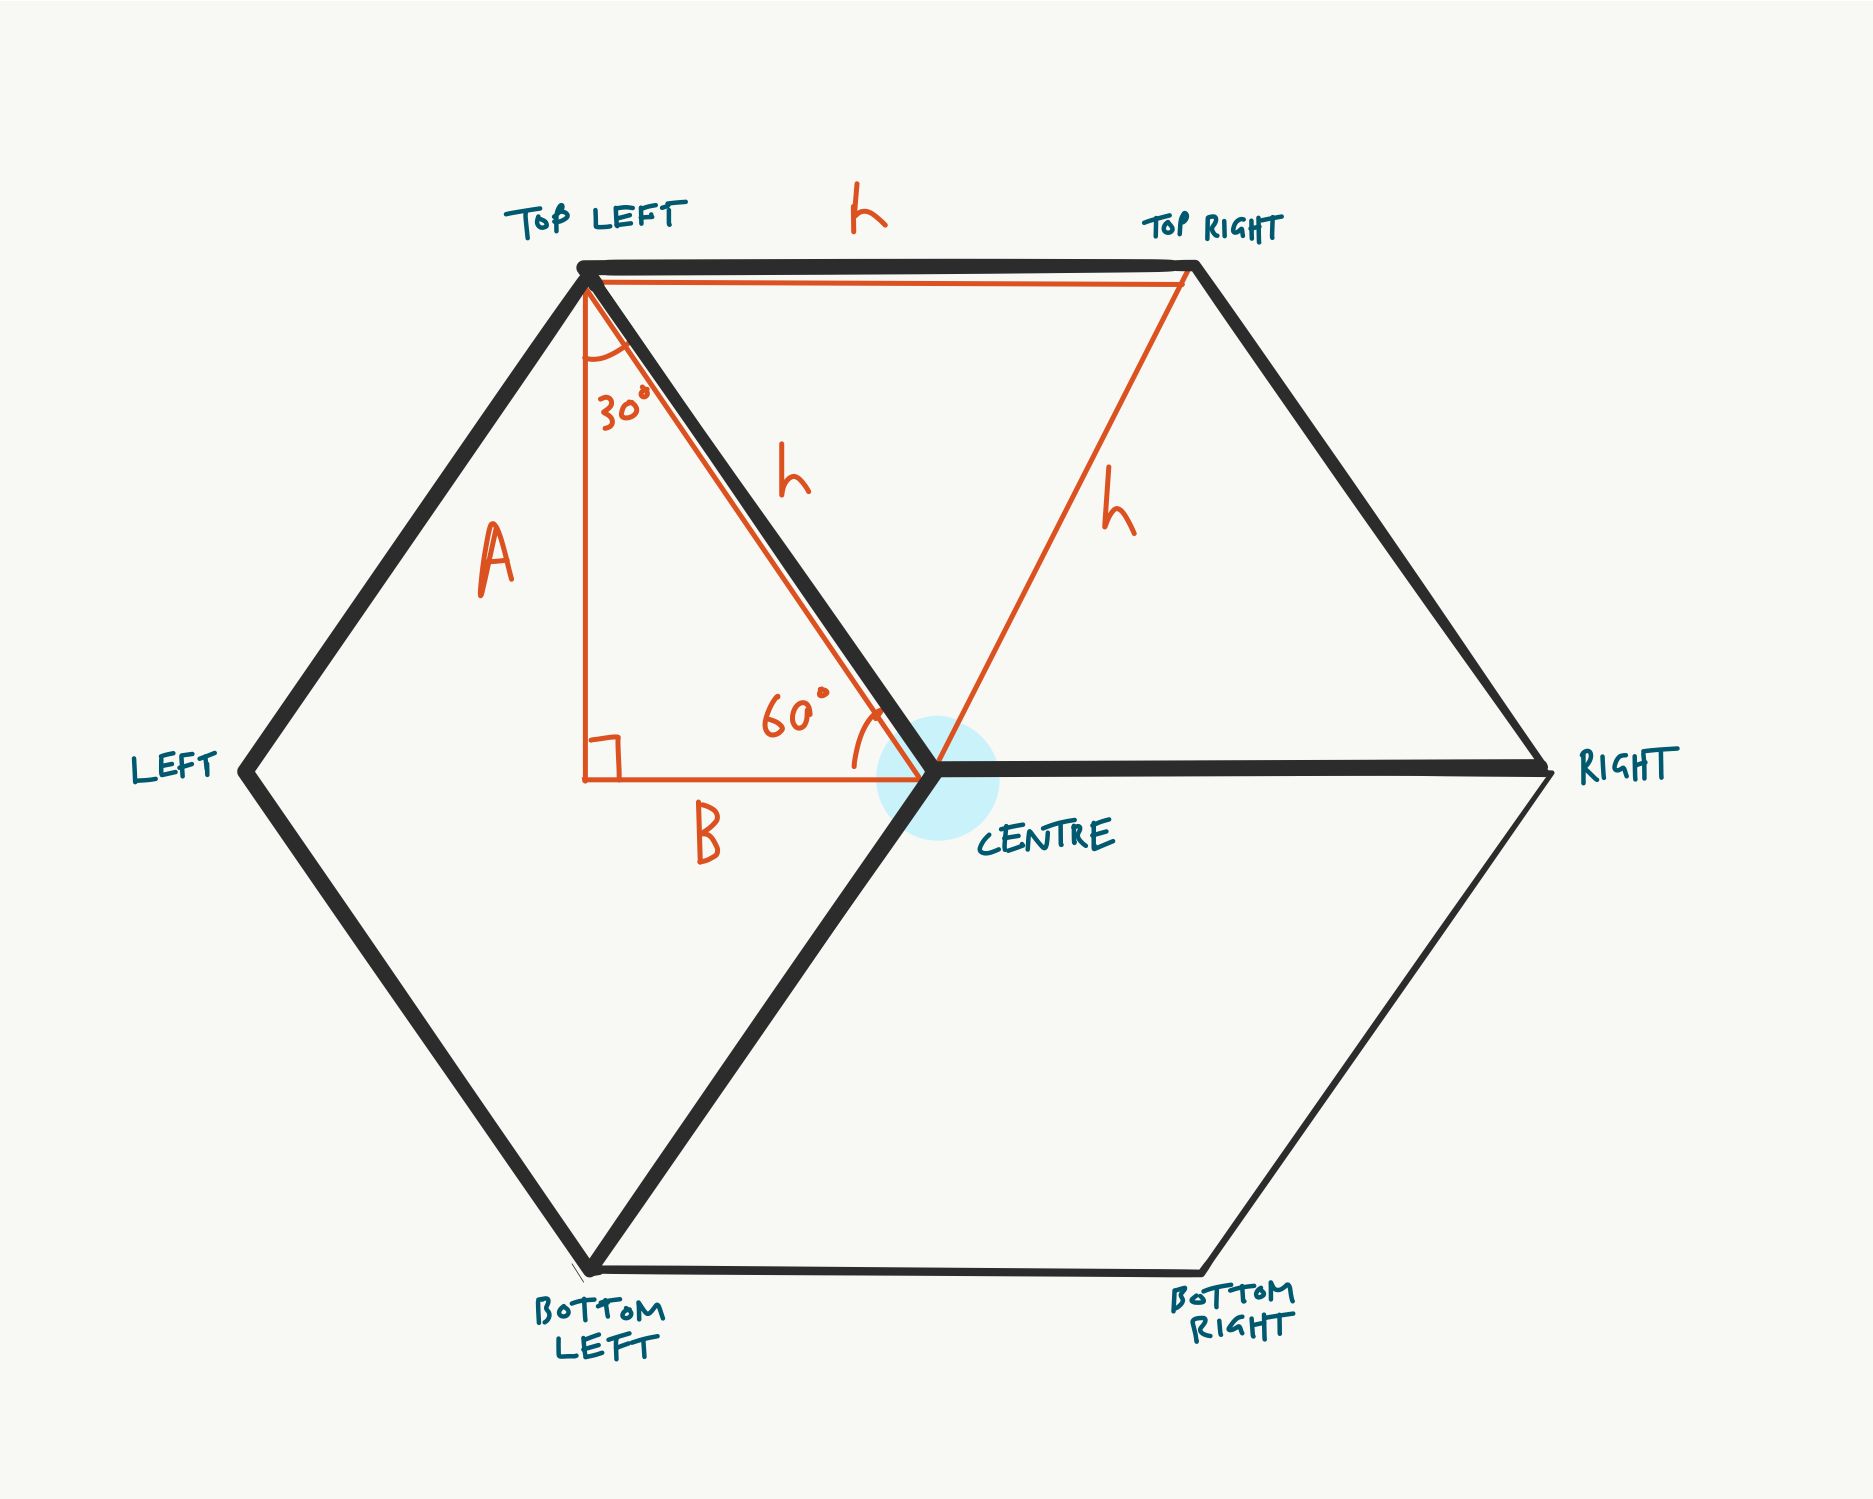 h
TOP LEFT
TOP RIGHT
30°
h
h
A
60°
LEFT
RIGHT
B
CENTRE
BOTTOM
LEFT
BOTTOM
RIGHT